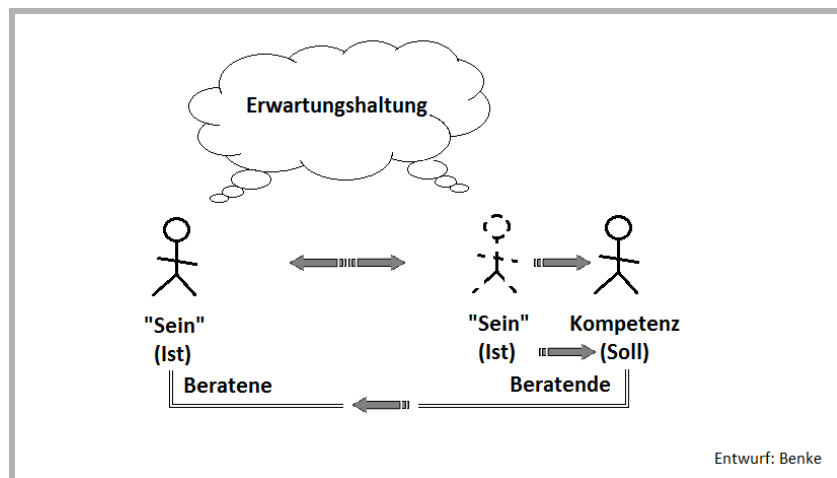 Erwartungshaltung
"Sein"
(Ist)
"Sein"
(Ist)
Kompetenz
(Soll)
Beratene
Beratende
Entwurf: Benke